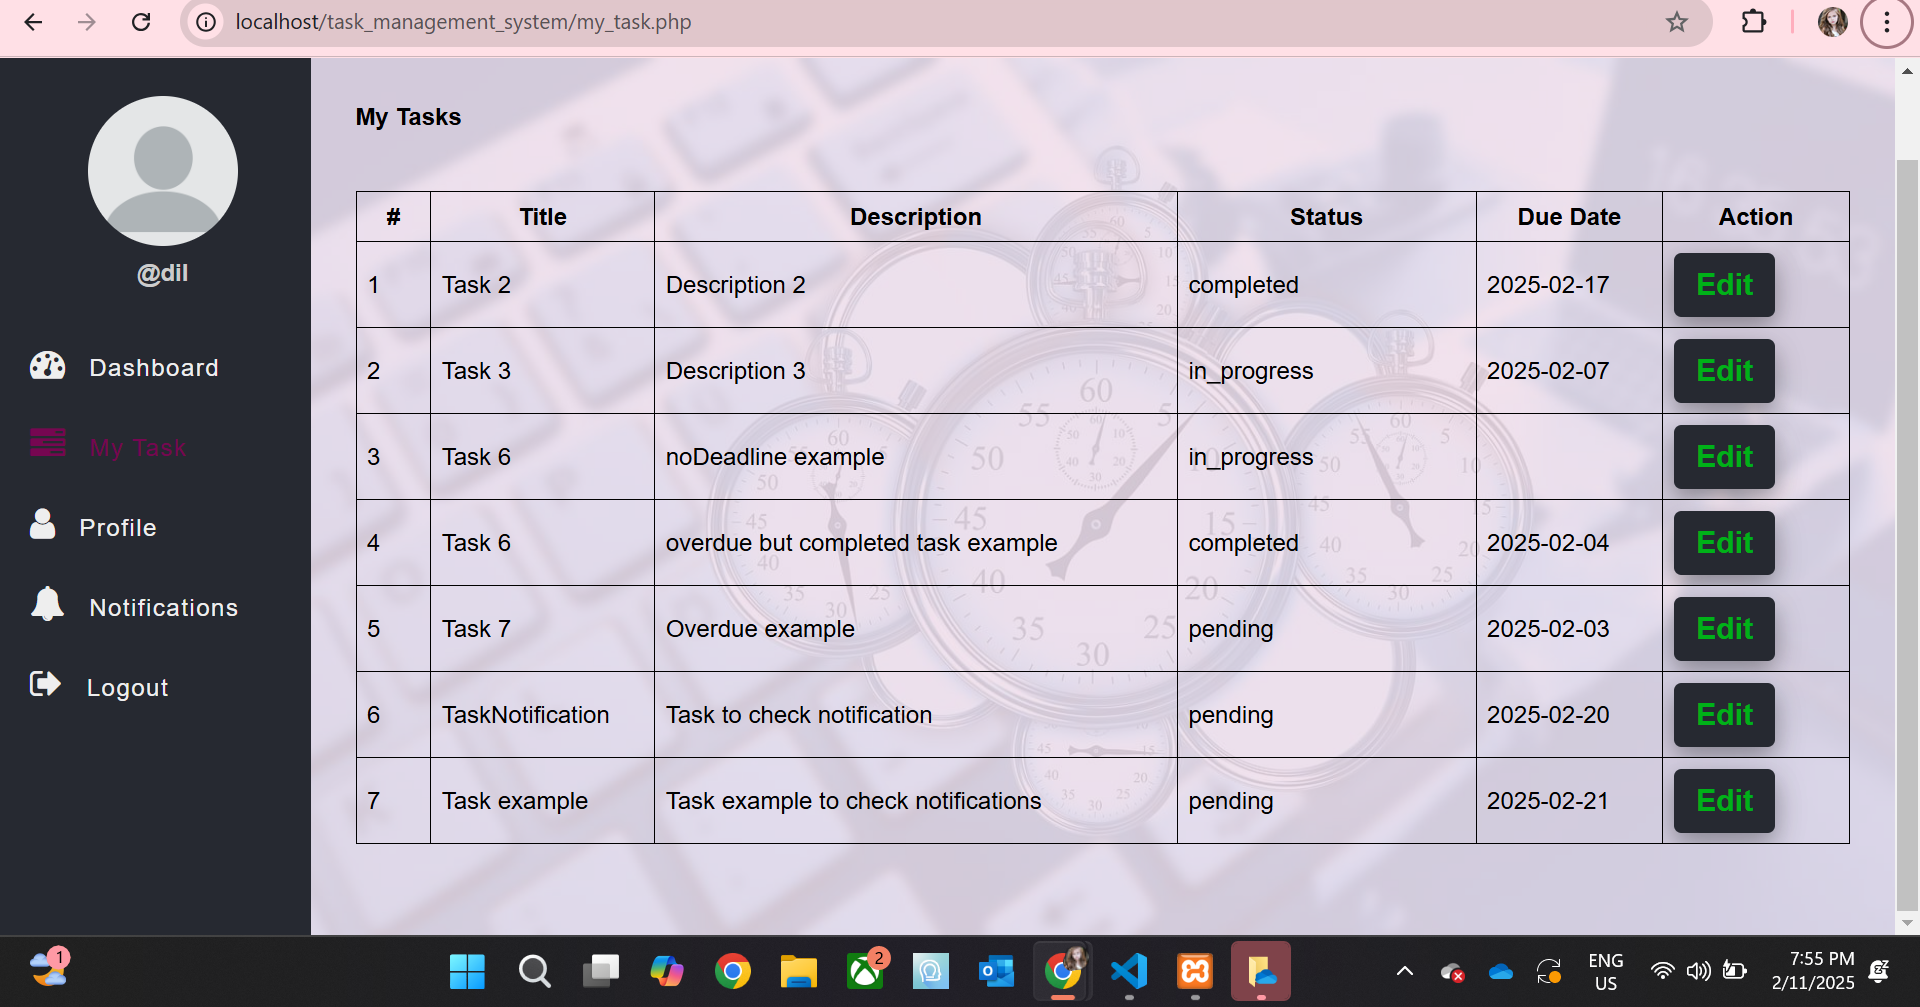 localhost/task_management_system/my_task.php
@dil
Dashboard
My Task
Profile
Notifications
Logout
My Tasks
# Title Description Status Due Date Action
1 Task 2 Description 2 completed 2025-02-17 Edit
2 Task 3 Description 3 in_progress 2025-02-07 Edit
3 Task 6 noDeadline example in_progress Edit
4 Task 6 overdue but completed task example completed 2025-02-04 Edit
5 Task 7 Overdue example pending 2025-02-03 Edit
6 TaskNotification Task to check notification pending 2025-02-20 Edit
7 Task example Task example to check notifications pending 2025-02-21 Edit
1
2
ENG
US
7:55 PM
2/11/2025